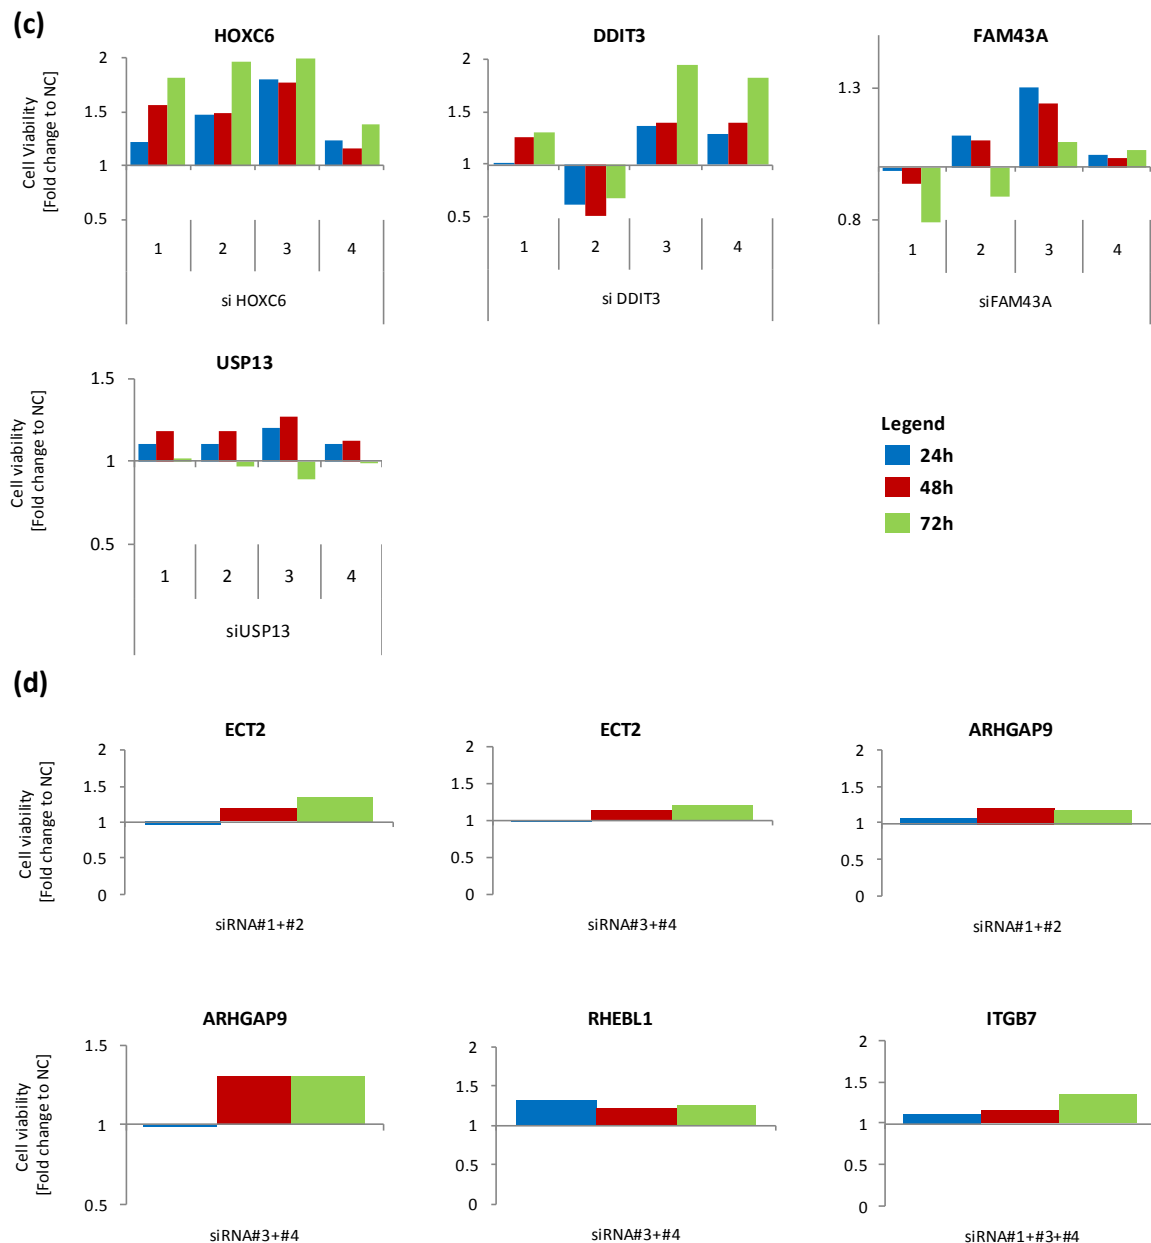 (c)
HOXC6
DDIT3
FAM43A
Cell Viability
[Fold change to NC]
2
1.5
1
0.5
1 2 3 4
si HOXC6
2
1.5
1
0.5
1 2 3 4
si DDIT3
1.3
0.8
1 2 3 4
siFAM43A
USP13
Cell viability
[Fold change to NC]
1.5
1
0.5
1 2 3 4
siUSP13
Legend
24h
48h
72h
(d)
ECT2
ECT2
ARHGAP9
Cell viability
[Fold change to NC]
2
1.5
1
0.5
0
siRNA#1+#2
2
1.5
1
0.5
0
siRNA#3+#4
2
1.5
1
0.5
0
siRNA#1+#2
ARHGAP9
RHEBL1
ITGB7
Cell viability
[Fold change to NC]
1.5
1
0.5
siRNA#3+#4
2
1.5
1
0.5
0
siRNA#3+#4
2
1.5
1
0.5
0
siRNA#1+#3+#4